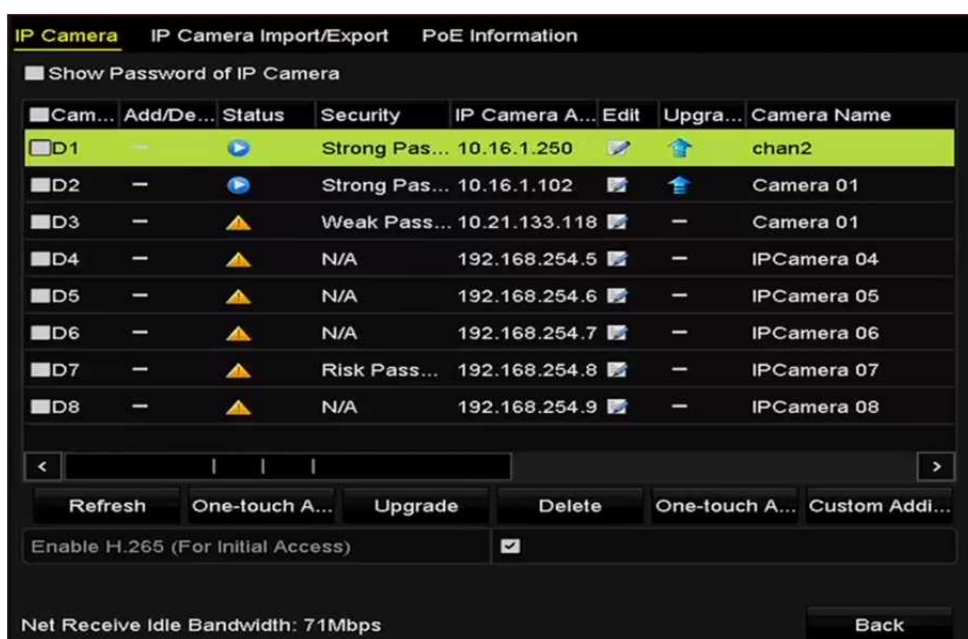 IP Camera IP Camera Import/Export PoE Information
Show Password of IP Camera
Cam... Add/De... Status Security IP Camera A... Edit Upgra... Camera Name
D1 — Strong Pas... 10.16.1.250 chan2
D2 — Strong Pas... 10.16.1.102 Camera 01
D3 — Weak Pass... 10.21.133.118 — Camera 01
D4 — N/A 192.168.254.5 — IPCamera 04
D5 — N/A 192.168.254.6 — IPCamera 05
D6 — N/A 192.168.254.7 — IPCamera 06
D7 — Risk Pass... 192.168.254.8 — IPCamera 07
D8 — N/A 192.168.254.9 — IPCamera 08
< >
Refresh One-touch A... Upgrade Delete One-touch A... Custom Addi...
Enable H.265 (For Initial Access)
Net Receive Idle Bandwidth: 71Mbps Back